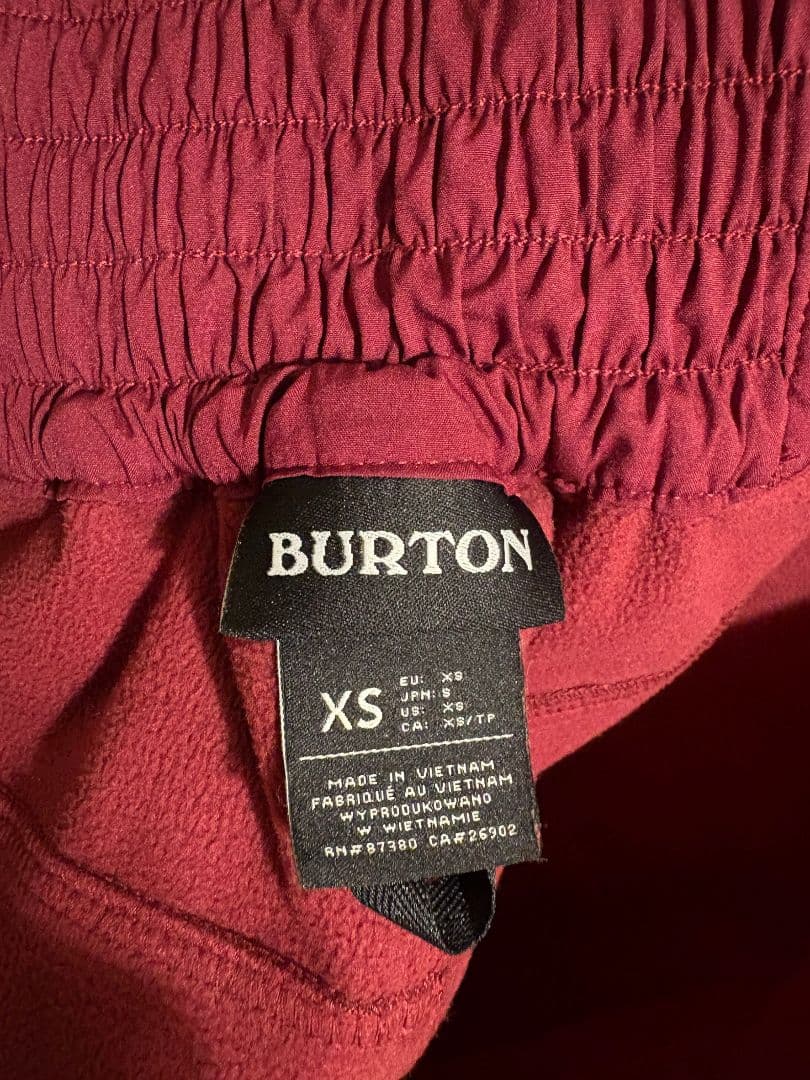 BURTON
XS
EU: XS
JPN: S
US: XS
CA: XS/TP
MADE IN VIETNAM
FABRIQUÉ AU VIETNAM
WYPRODUKOWANO
W WIETNAMIE
RN#87380 CA#26902